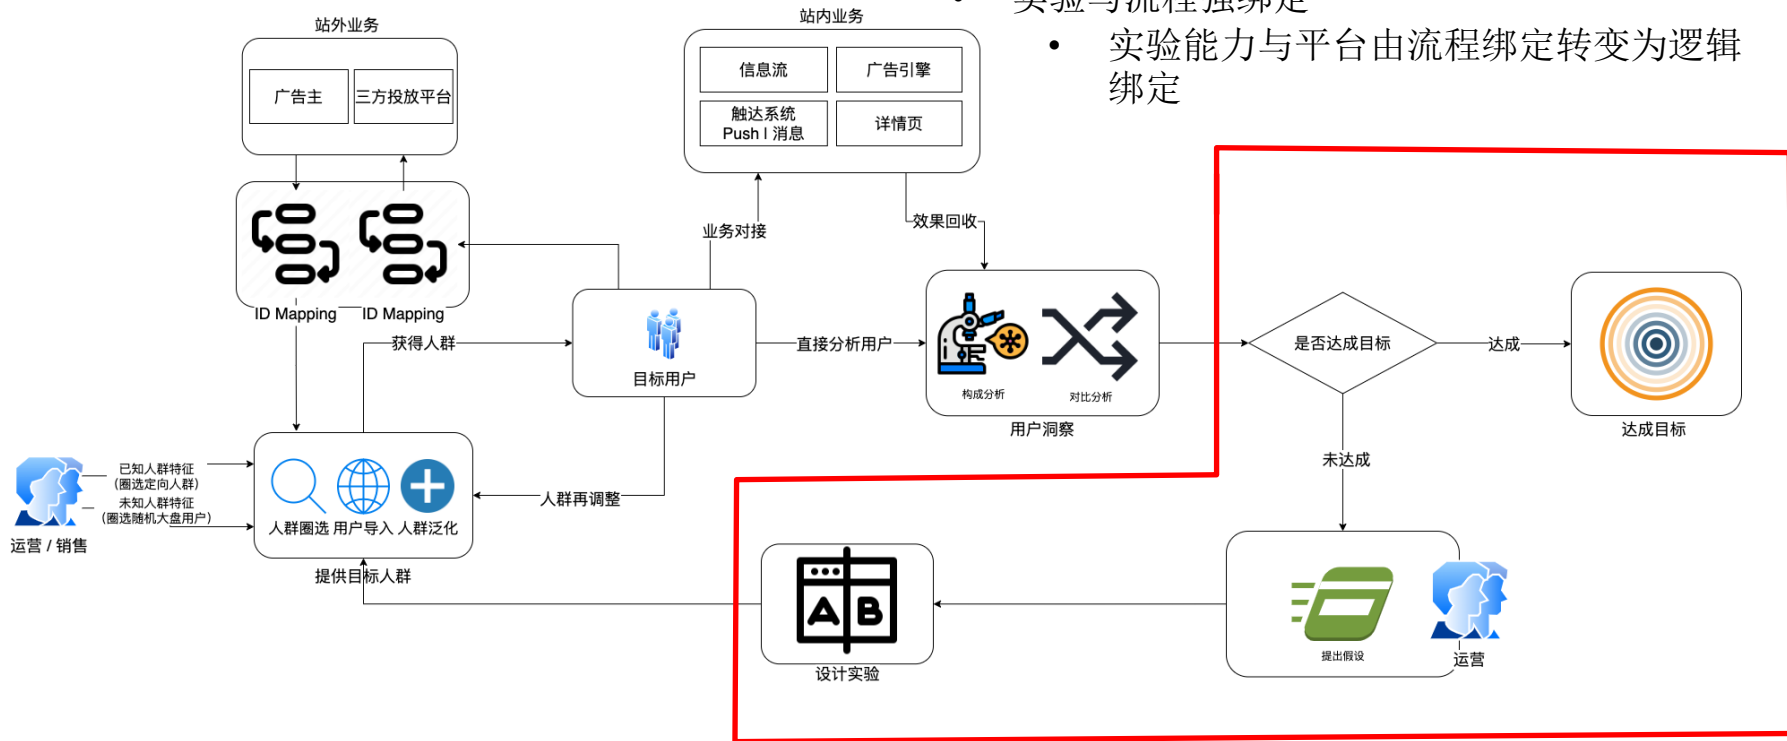 实验与流程强绑定
实验能力与平台由流程绑定转变为逻辑
绑定
站外业务
广告主
三方投放平台
站内业务
信息流
广告引擎
触达系统
Push | 消息
详情页
ID Mapping
ID Mapping
业务对接
效果回收
获得人群
目标用户
直接分析用户
构成分析
对比分析
用户洞察
是否达成目标
达成
达成目标
未达成
已知人群特征
(圈选定向人群)
未知人群特征
(圈选随机大盘用户)
运营 / 销售
人群圈选
用户导入
人群泛化
提供目标人群
人群再调整
设计实验
提出假设
运营